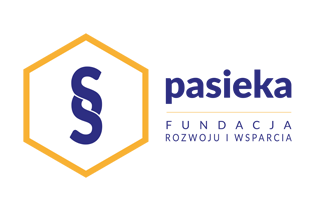 §
pasieka
FUNDACJA
ROZWOJU I WSPARCIA